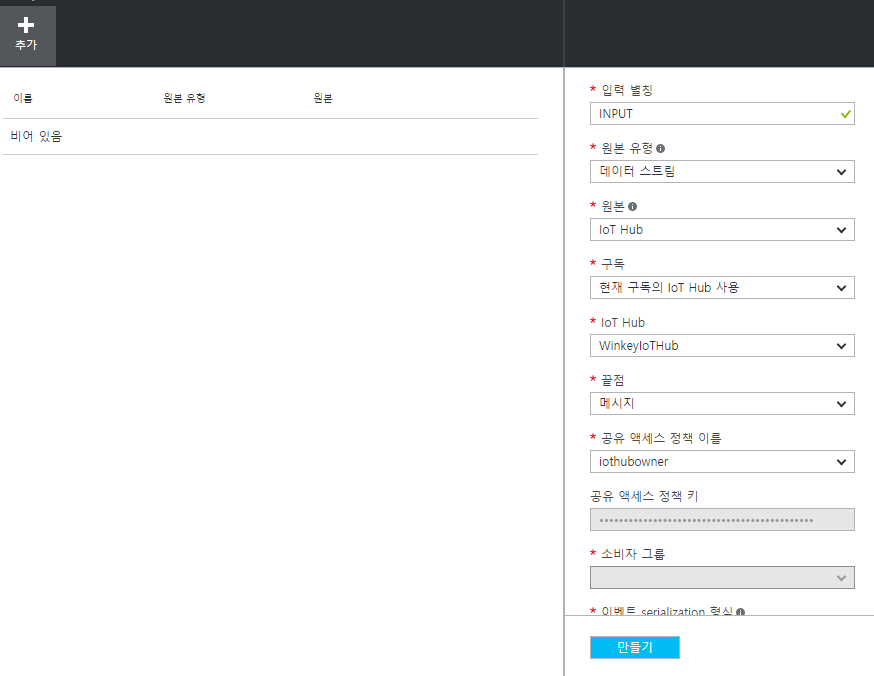 추가
이름 원본 유형 원본
비어 있음
* 입력 별칭
INPUT
* 원본 유형
데이터 스트림
* 원본
IoT Hub
* 구독
현재 구독의 IoT Hub 사용
* IoT Hub
WinkeyIoTHub
* 끝점
메시지
* 공유 액세스 정책 이름
iothubowner
공유 액세스 정책 키
* 소비자 그룹
* 이벤트 serialization 형식
만들기